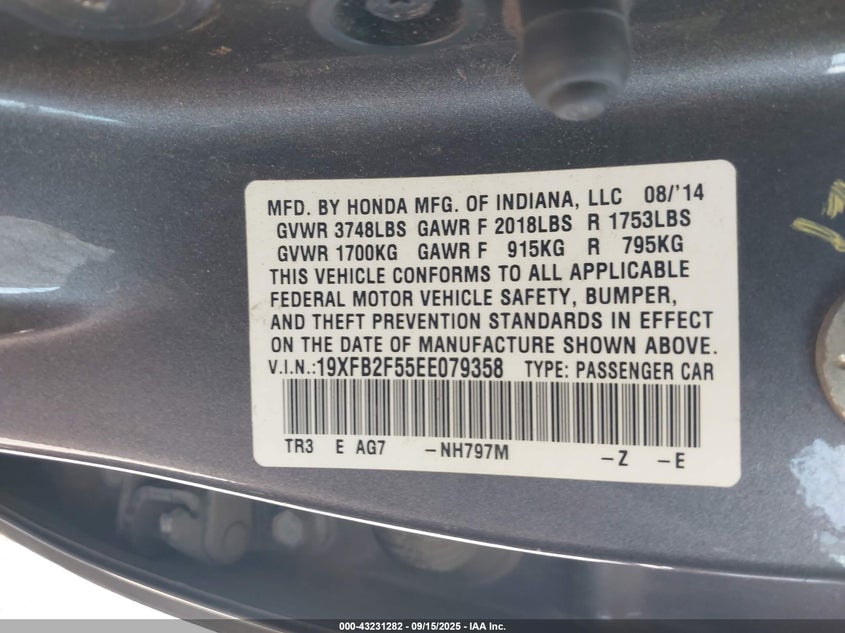 MFD. BY HONDA MFG. OF INDIANA, LLC 08/'14
GVWR 3748LBS GAWR F 2018LBS R 1753LBS
GVWR 1700KG GAWR F 915KG R 795KG
THIS VEHICLE CONFORMS TO ALL APPLICABLE
FEDERAL MOTOR VEHICLE SAFETY, BUMPER,
AND THEFT PREVENTION STANDARDS IN EFFECT
ON THE DATE OF MANUFACTURE SHOWN ABOVE.
V.I.N.:19XFB2F55EE079358 TYPE: PASSENGER CAR
TR3 E AG7 -NH797M -Z -E
000-43231282 - 09/15/2025 - IAA Inc.